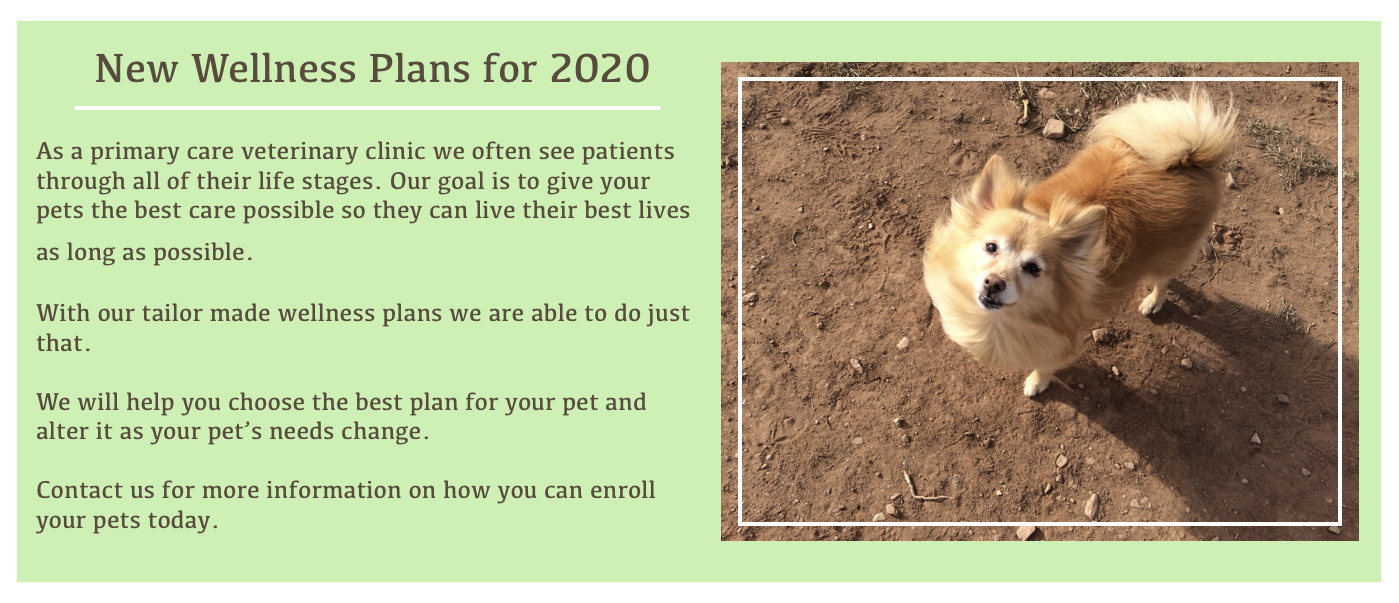 New Wellness Plans for 2020
As a primary care veterinary clinic we often see patients
through all of their life stages. Our goal is to give your
pets the best care possible so they can live their best lives
as long as possible.
With our tailor made wellness plans we are able to do just
that.
We will help you choose the best plan for your pet and
alter it as your pet’s needs change.
Contact us for more information on how you can enroll
your pets today.